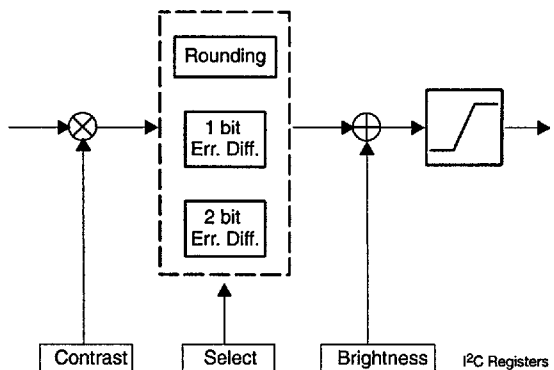 Rounding
1 bit
Err. Diff.
2 bit
Err. Diff.
Contrast
Select
Brightness
I²C Registers